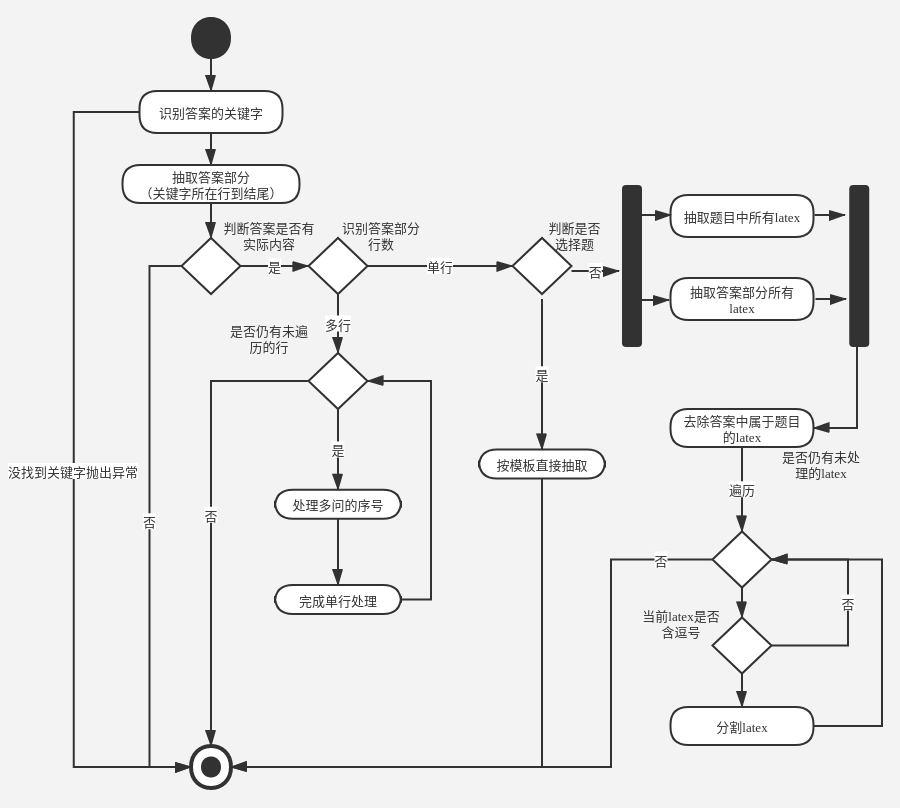 识别答案的关键字
抽取答案部分
（关键字所在行到结尾）
判断答案是否有
实际内容
是
识别答案部分
行数
单行
判断是否
选择题
否
抽取题目中所有latex
抽取答案部分所有
latex
多行
是否仍有未遍
历的行
是
是
否
处理多问的序号
完成单行处理
按模板直接抽取
没找到关键字抛出异常
否
去除答案中属于题目
的latex
是否仍有未处
理的latex
遍历
否
否
当前latex是否
含逗号
分割latex